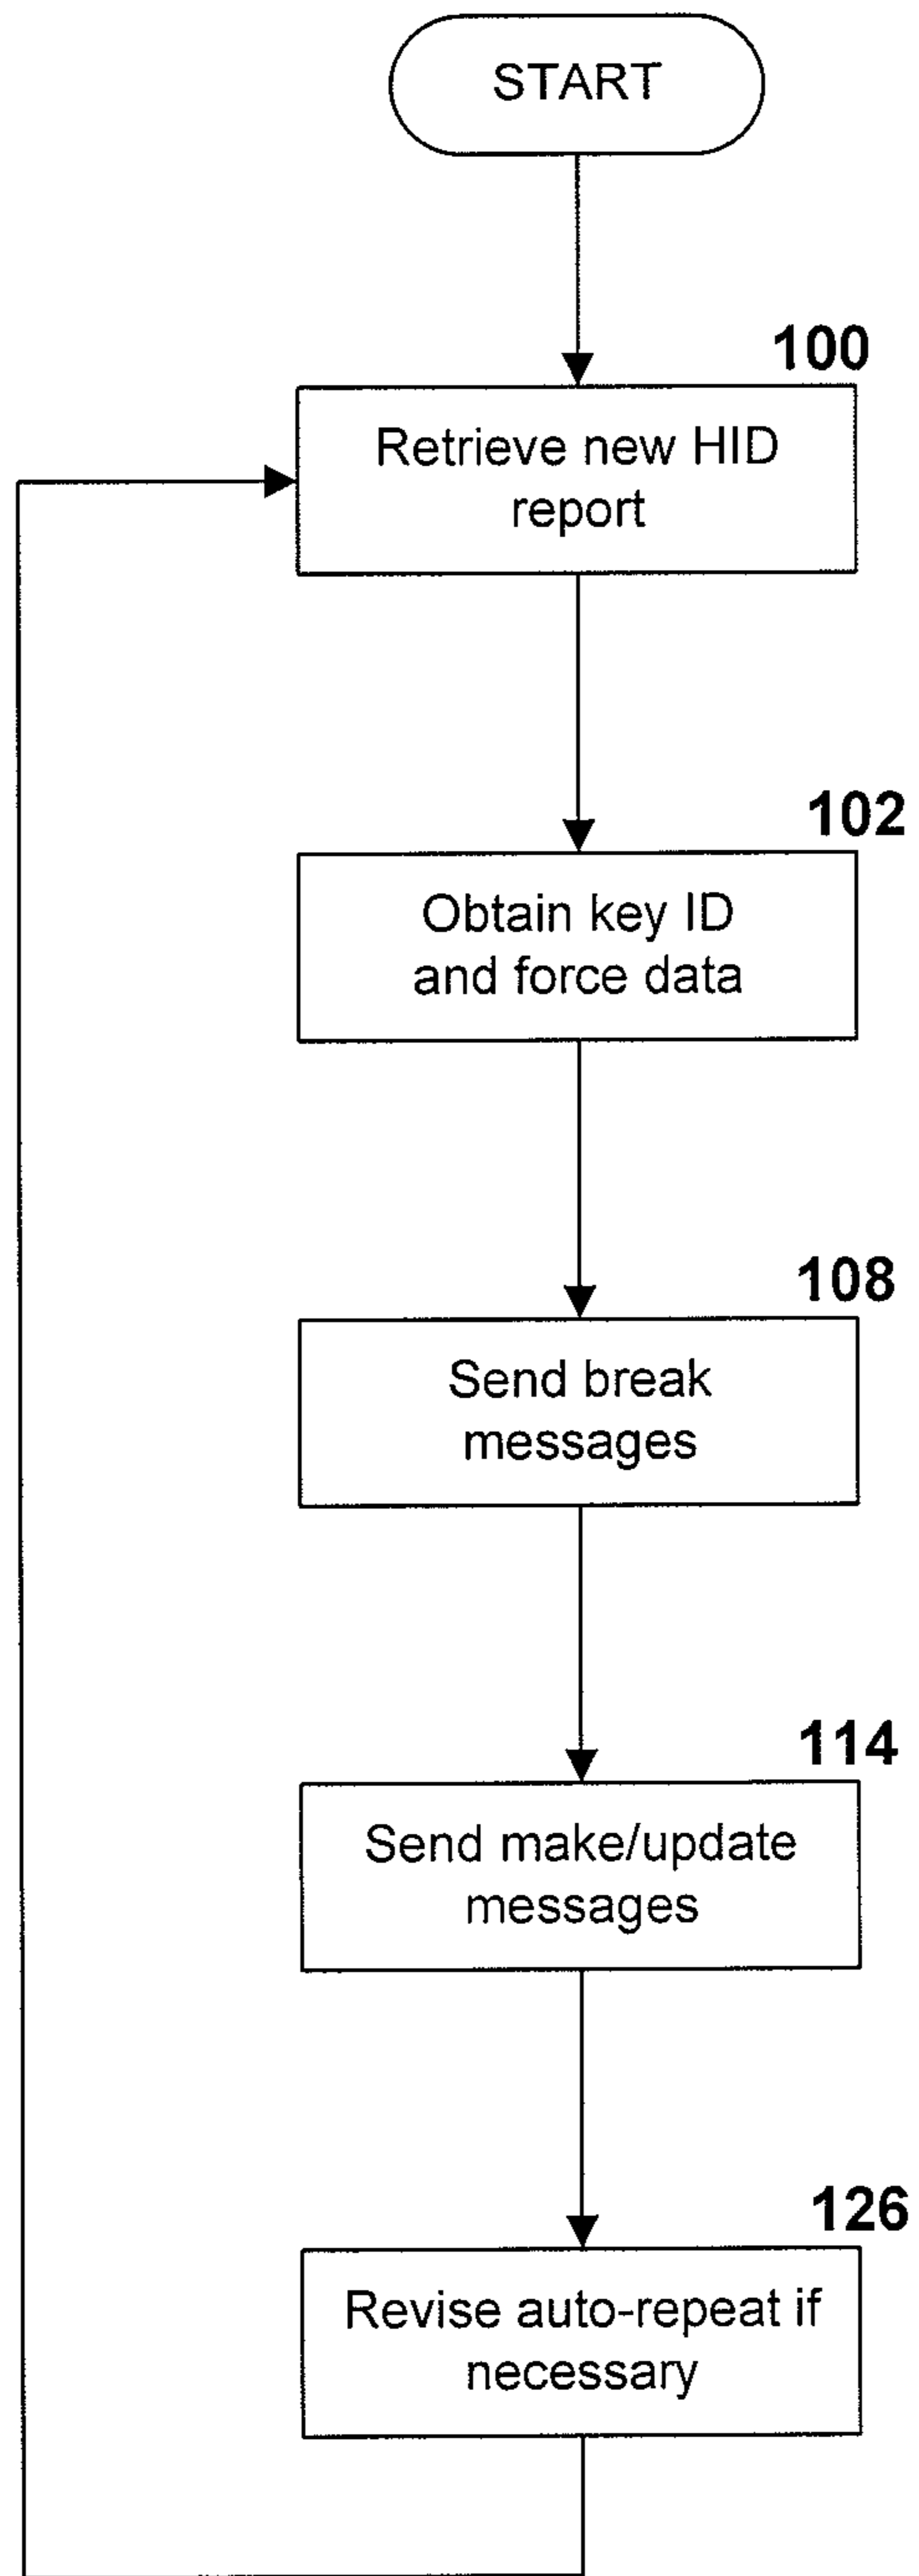 START
100
Retrieve new HID
report
102
Obtain key ID
and force data
108
Send break
messages
114
Send make/update
messages
126
Revise auto-repeat if
necessary